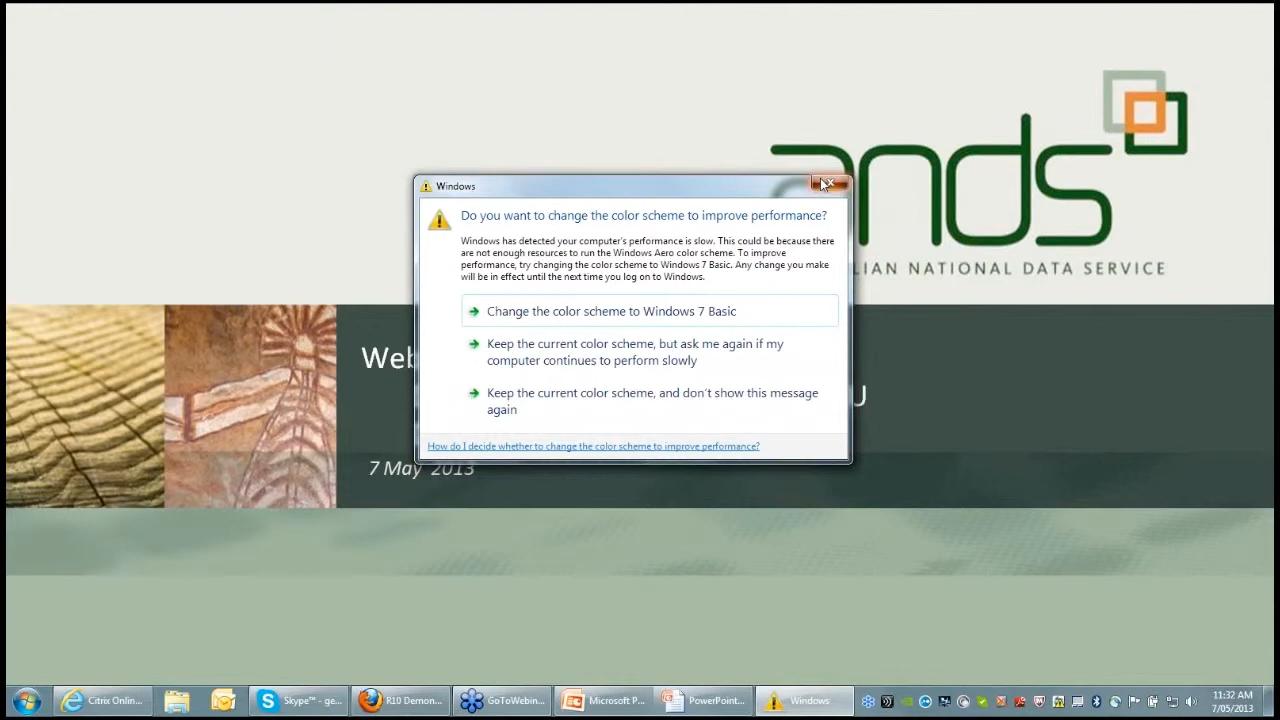 ands
LIAN NATIONAL DATA SERVICE
Windows
Do you want to change the color scheme to improve performance?
Windows has detected your computer's performance is slow. This could be because there
are not enough resources to run the Windows Aero color scheme. To improve
performance, try changing the color scheme to Windows 7 Basic. Any change you make
will be in effect until the next time you log on to Windows.
Change the color scheme to Windows 7 Basic
Keep the current color scheme, but ask me again if my
computer continues to perform slowly
Keep the current color scheme, and don't show this message
again
How do I decide whether to change the color scheme to improve performance?
Web
U
7 May 2013
Citrix Onlin...
Skype™ - ge...
R10 Demon...
GoToWebin...
Microsoft P...
PowerPoint...
Windows
11:32 AM
7/05/2013